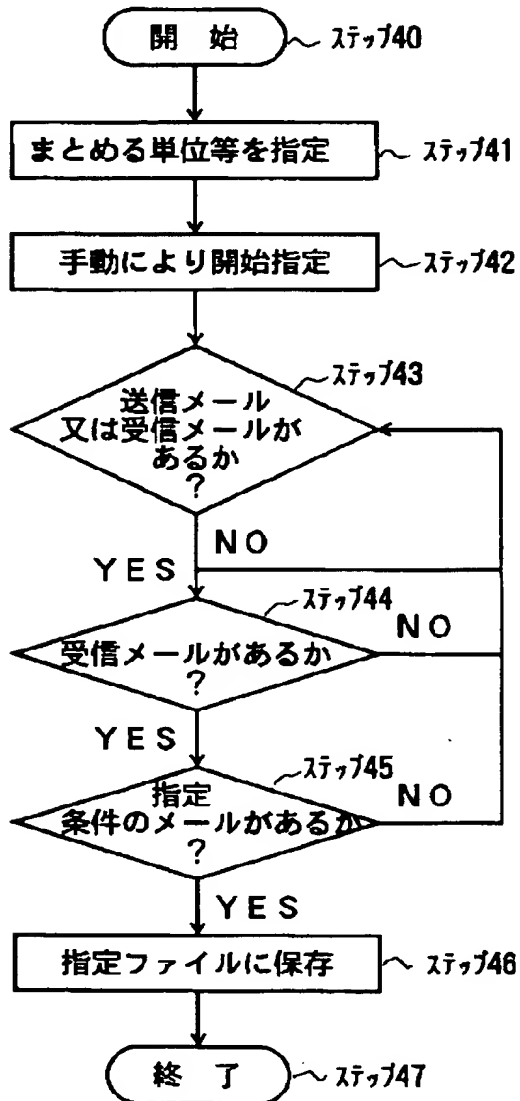 開 始
ステップ40
まとめる単位等を指定
ステップ41
手動により開始指定
ステップ42
ステップ43
送信メール
又は受信メールが
あるか
?
NO
YES
ステップ44
受信メールがあるか
?
NO
YES
ステップ45
指定
条件のメールがあるか
?
NO
YES
指定ファイルに保存
ステップ46
終 了
ステップ47